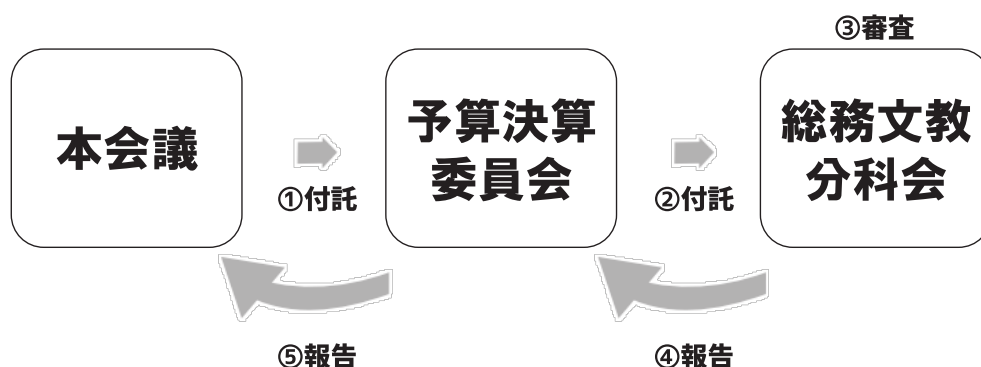 ③審査
本会議
予算決算
委員会
総務文教
分科会
①付託
②付託
⑤報告
④報告